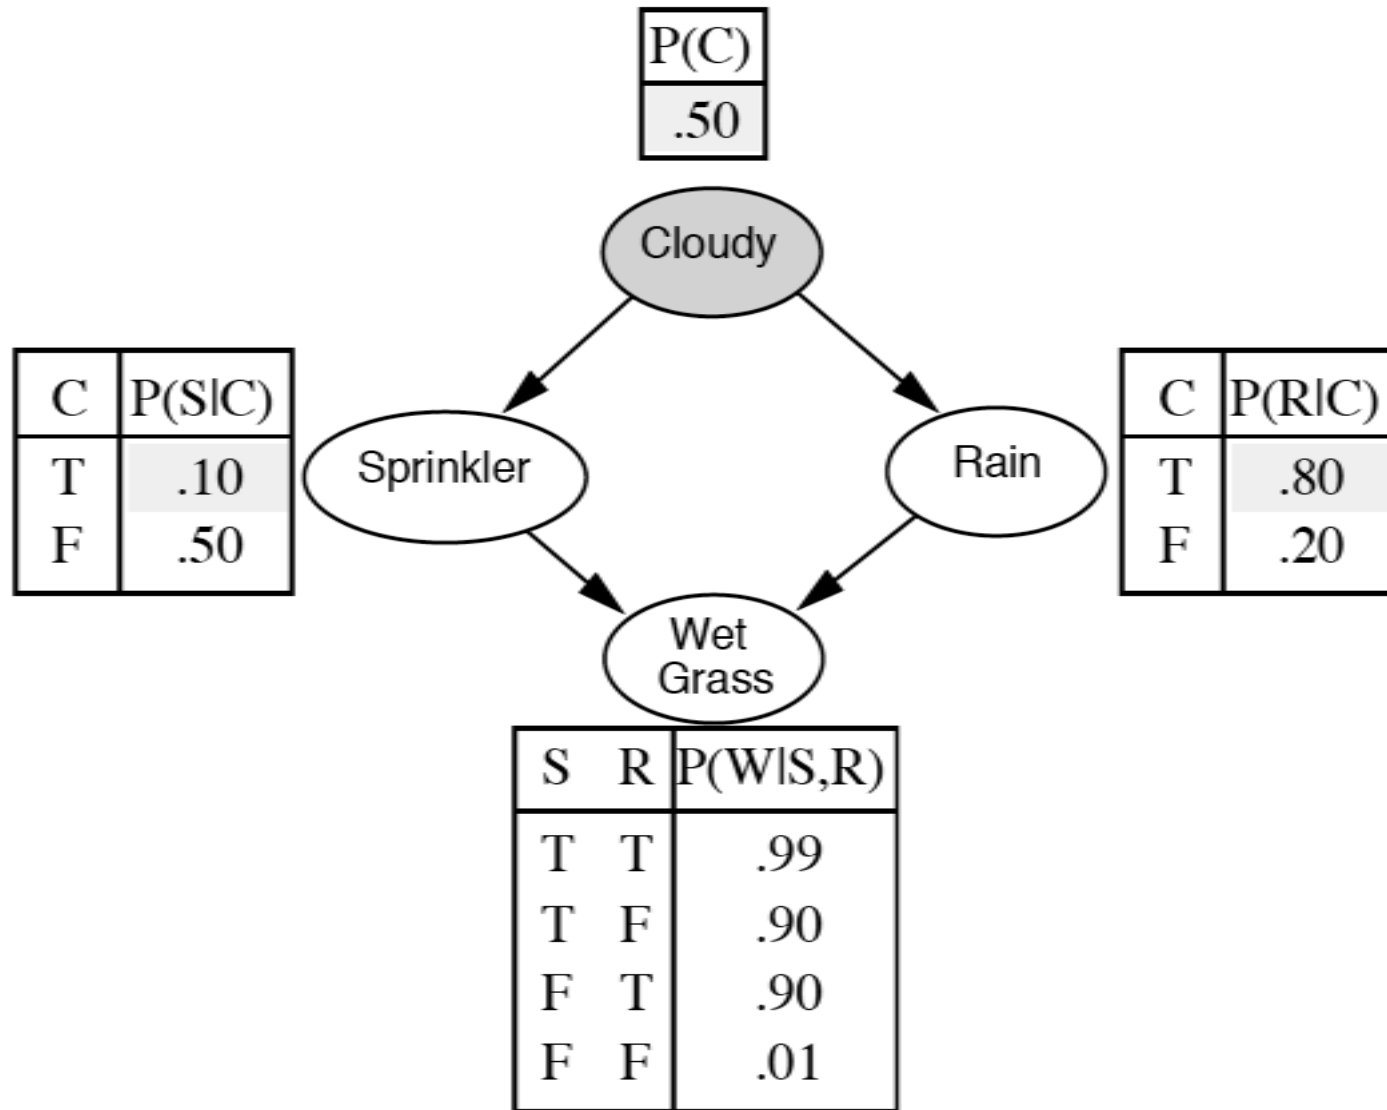 P(C)
.50
Cloudy
C P(S|C)
T .10
F .50
Sprinkler
Rain
C P(R|C)
T .80
F .20
Wet
Grass
S R P(W|S,R)
T T .99
T F .90
F T .90
F F .01